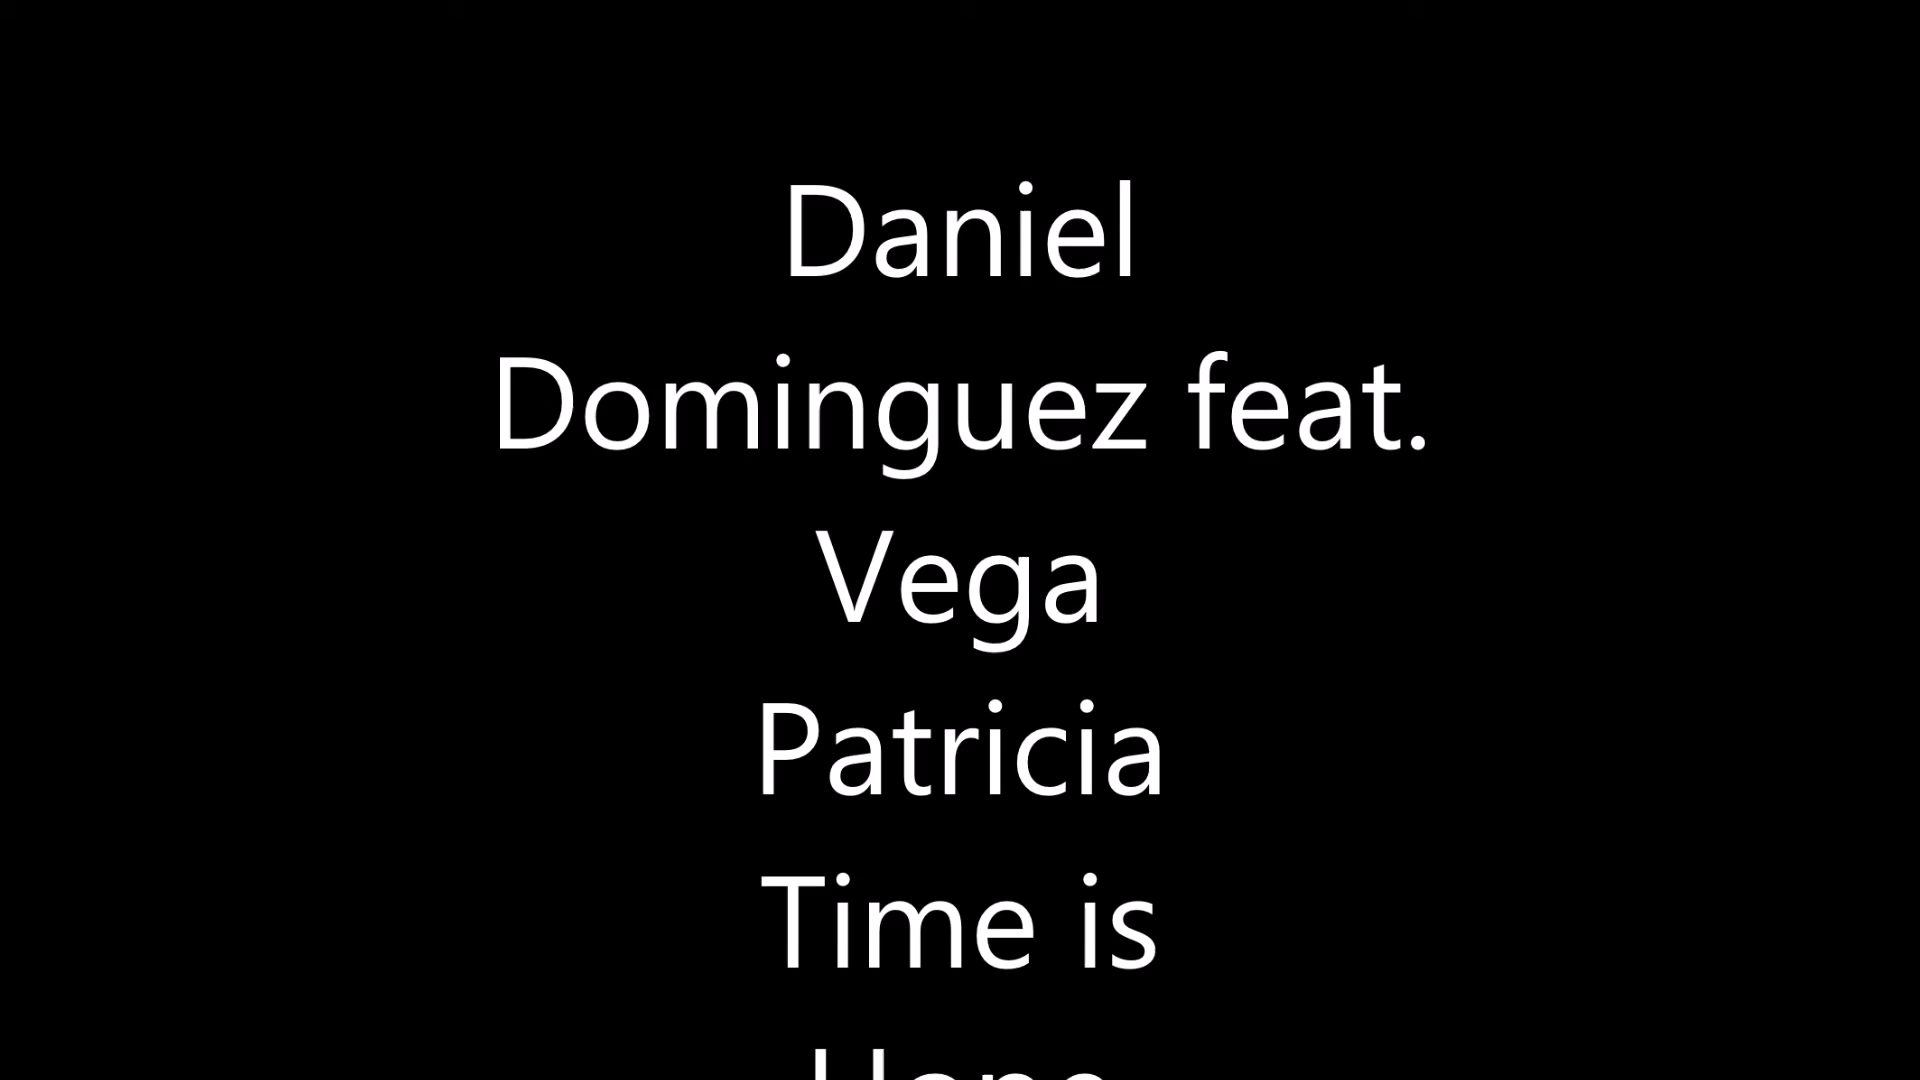 Daniel
Dominguez feat.
Vega
Patricia
Time is